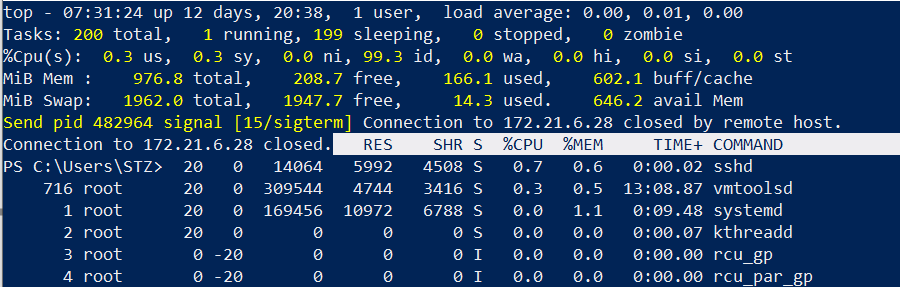 top - 07:31:24 up 12 days, 20:38,  1 user,  load average: 0.00, 0.01, 0.00
Tasks: 200 total,   1 running, 199 sleeping,   0 stopped,   0 zombie
%Cpu(s):  0.3 us,  0.3 sy,  0.0 ni, 99.3 id,  0.0 wa,  0.0 hi,  0.0 si,  0.0 st
MiB Mem :    976.8 total,    208.7 free,    166.1 used,    602.1 buff/cache
MiB Swap:   1962.0 total,   1947.7 free,     14.3 used.    646.2 avail Mem
Send pid 482964 signal [15/sigterm] Connection to 172.21.6.28 closed by remote host.
Connection to 172.21.6.28 closed.   RES    SHR S  %CPU  %MEM     TIME+ COMMAND
PS C:\Users\STZ>  20   0   14064   5992   4508 S   0.7   0.6   0:00.02 sshd
    716 root      20   0  309544   4744   3416 S   0.3   0.5  13:08.87 vmtoolsd
      1 root      20   0  169456  10972   6788 S   0.0   1.1   0:09.48 systemd
      2 root      20   0       0      0      0 S   0.0   0.0   0:00.07 kthreadd
      3 root       0 -20       0      0      0 I   0.0   0.0   0:00.00 rcu_gp
      4 root       0 -20       0      0      0 I   0.0   0.0   0:00.00 rcu_par_gp